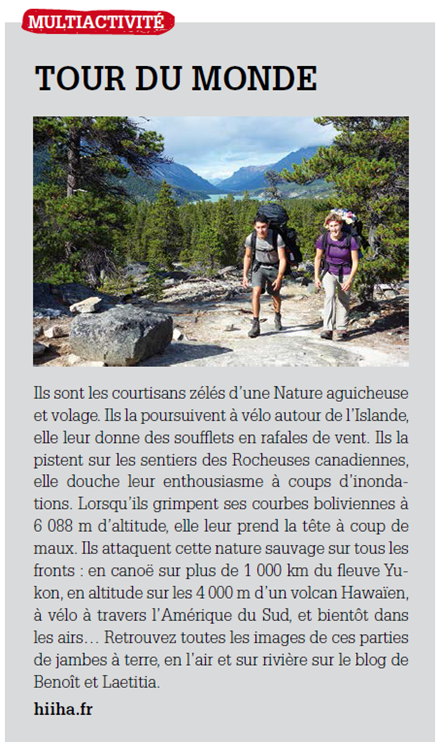 MULTIACTIVITÉ
TOUR DU MONDE
Ils sont les courtisans zélés d'une Nature aguicheuse
et volage. Ils la poursuivent à vélo autour de l'Islande,
elle leur donne des soufflets en rafales de vent. Ils la
pistent sur les sentiers des Rocheuses canadiennes,
elle douche leur enthousiasme à coups d'inonda-
tions. Lorsqu'ils grimpent ses courbes boliviennes à
6 088 m d'altitude, elle leur prend la tête à coup de
maux. Ils attaquent cette nature sauvage sur tous les
fronts : en canoë sur plus de 1 000 km du fleuve Yu-
kon, en altitude sur les 4 000 m d'un volcan Hawaïen,
à vélo à travers l'Amérique du Sud, et bientôt dans
les airs… Retrouvez toutes les images de ces parties
de jambes à terre, en l'air et sur rivière sur le blog de
Benoît et Laetitia.
hiiha.fr